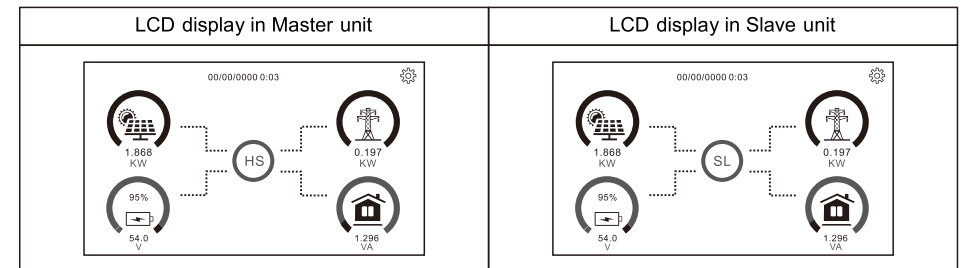 LCD display in Master unit
LCD display in Slave unit
00/00/0000 0:03
1.868
KW
0.197
KW
HS
95%
54.0
V
1.296
VA
00/00/0000 0:03
1.868
KW
0.197
KW
SL
95%
54.0
V
1.296
VA